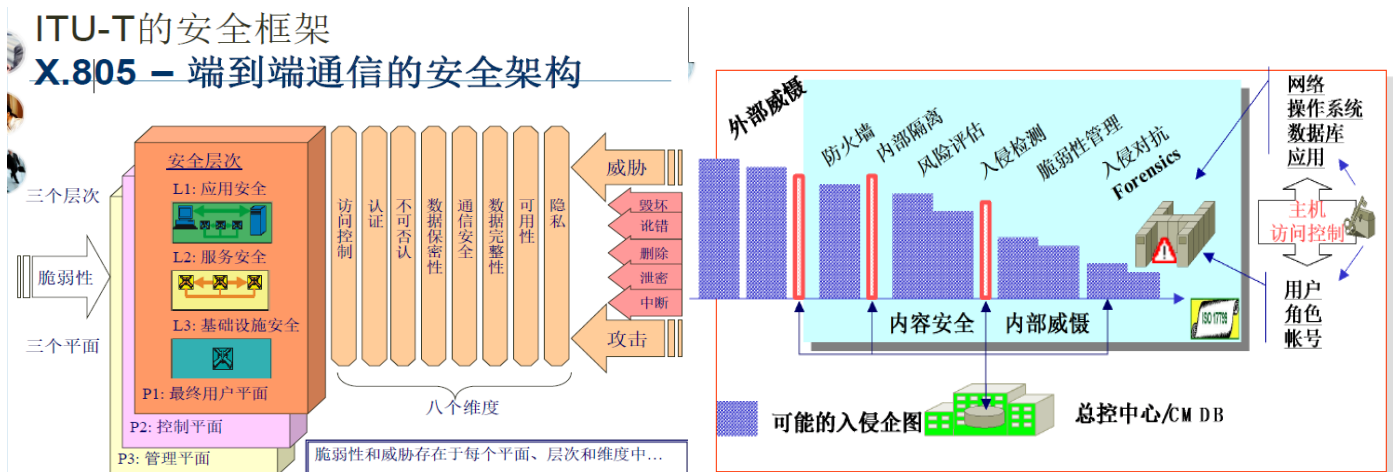 ITU-T的安全框架
X.805 – 端到端通信的安全架构
安全层次
三个层次
L1: 应用安全
L2: 服务安全
脆弱性
L3: 基础设施安全
三个平面
P1: 最终用户平面
P2: 控制平面
P3: 管理平面
访问控制
认证
不可否认
数据保密性
通信安全
数据完整性
可用性
隐私
八个维度
威胁
毁坏
讹错
删除
泄密
中断
攻击
脆弱性和威胁存在于每个平面、层次和维度中...
外部威慑
防火墙
内部隔离
风险评估
入侵检测
脆弱性管理
入侵对抗
Forensics
内容安全
内部威慑
ISO 17799
网络
操作系统
数据库
应用
主机
访问控制
用户
角色
帐号
可能的入侵企图
总控中心/CMDB